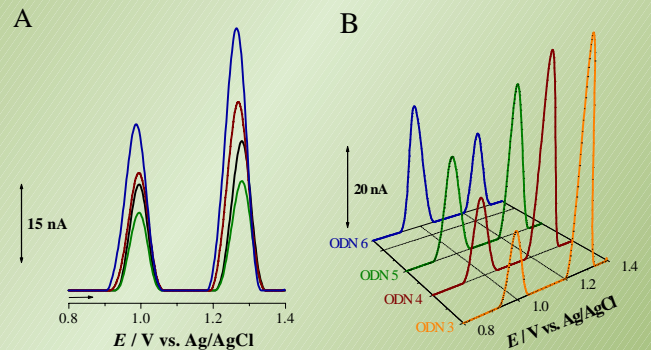 A
15 nA
0.8 1.0 1.2 1.4
E / V vs. Ag/AgCl
B
20 nA
ODN 6
ODN 5
ODN 4
ODN 3
0.8
1.0
1.2
1.4
E / V vs. Ag/AgCl